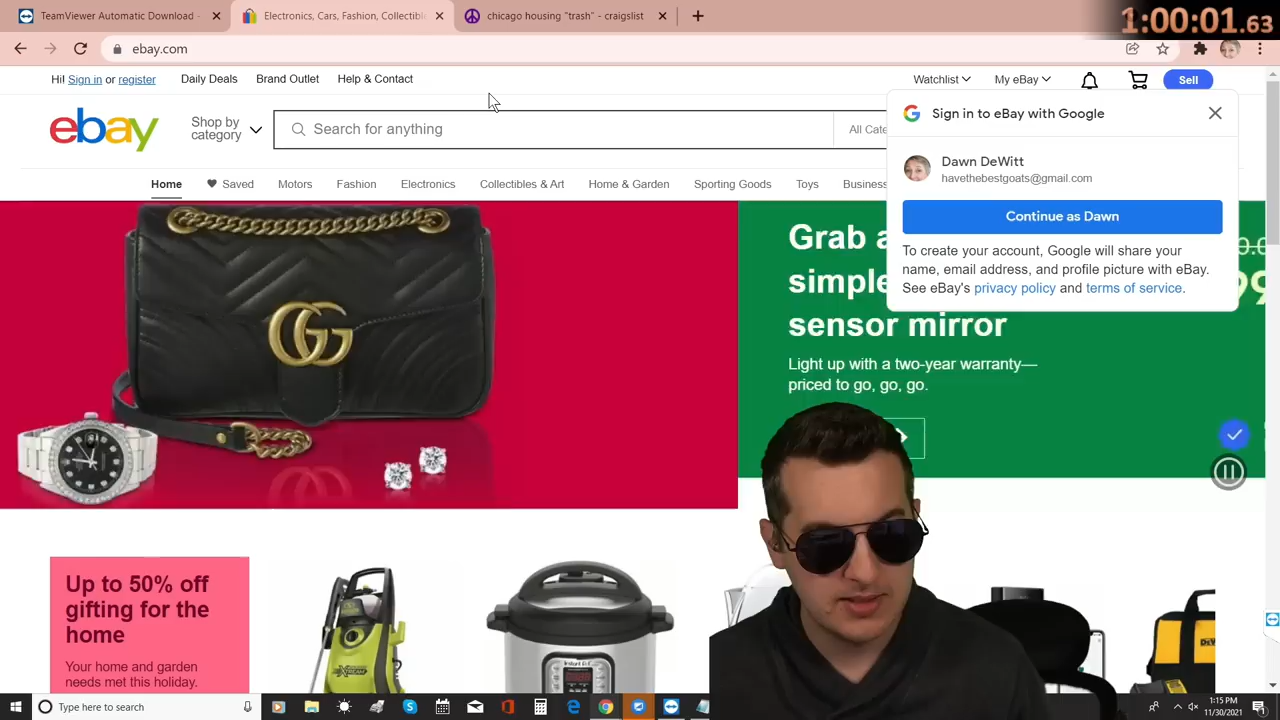 TeamViewer Automatic Download -
Electronics, Cars, Fashion, Collectibl
chicago housing "trash" - craigslist
1:00:01.63
ebay.com
Hi! Sign in or register
Daily Deals
Brand Outlet
Help & Contact
Watchlist
My eBay
Sell
ebay
Shop by
category
Search for anything
All Cate
Sign in to eBay with Google
Dawn DeWitt
havethebestgoats@gmail.com
Continue as Dawn
To create your account, Google will share your
name, email address, and profile picture with eBay.
See eBay's privacy policy and terms of service.
Home
Saved
Motors
Fashion
Electronics
Collectibles & Art
Home & Garden
Sporting Goods
Toys
Business
GG
Grab a
simple
sensor mirror
Light up with a two-year warranty—
priced to go, go, go.
Up to 50% off
gifting for the
home
Your home and garden
needs met this holiday.
Type here to search
1:15 PM
11/30/2021